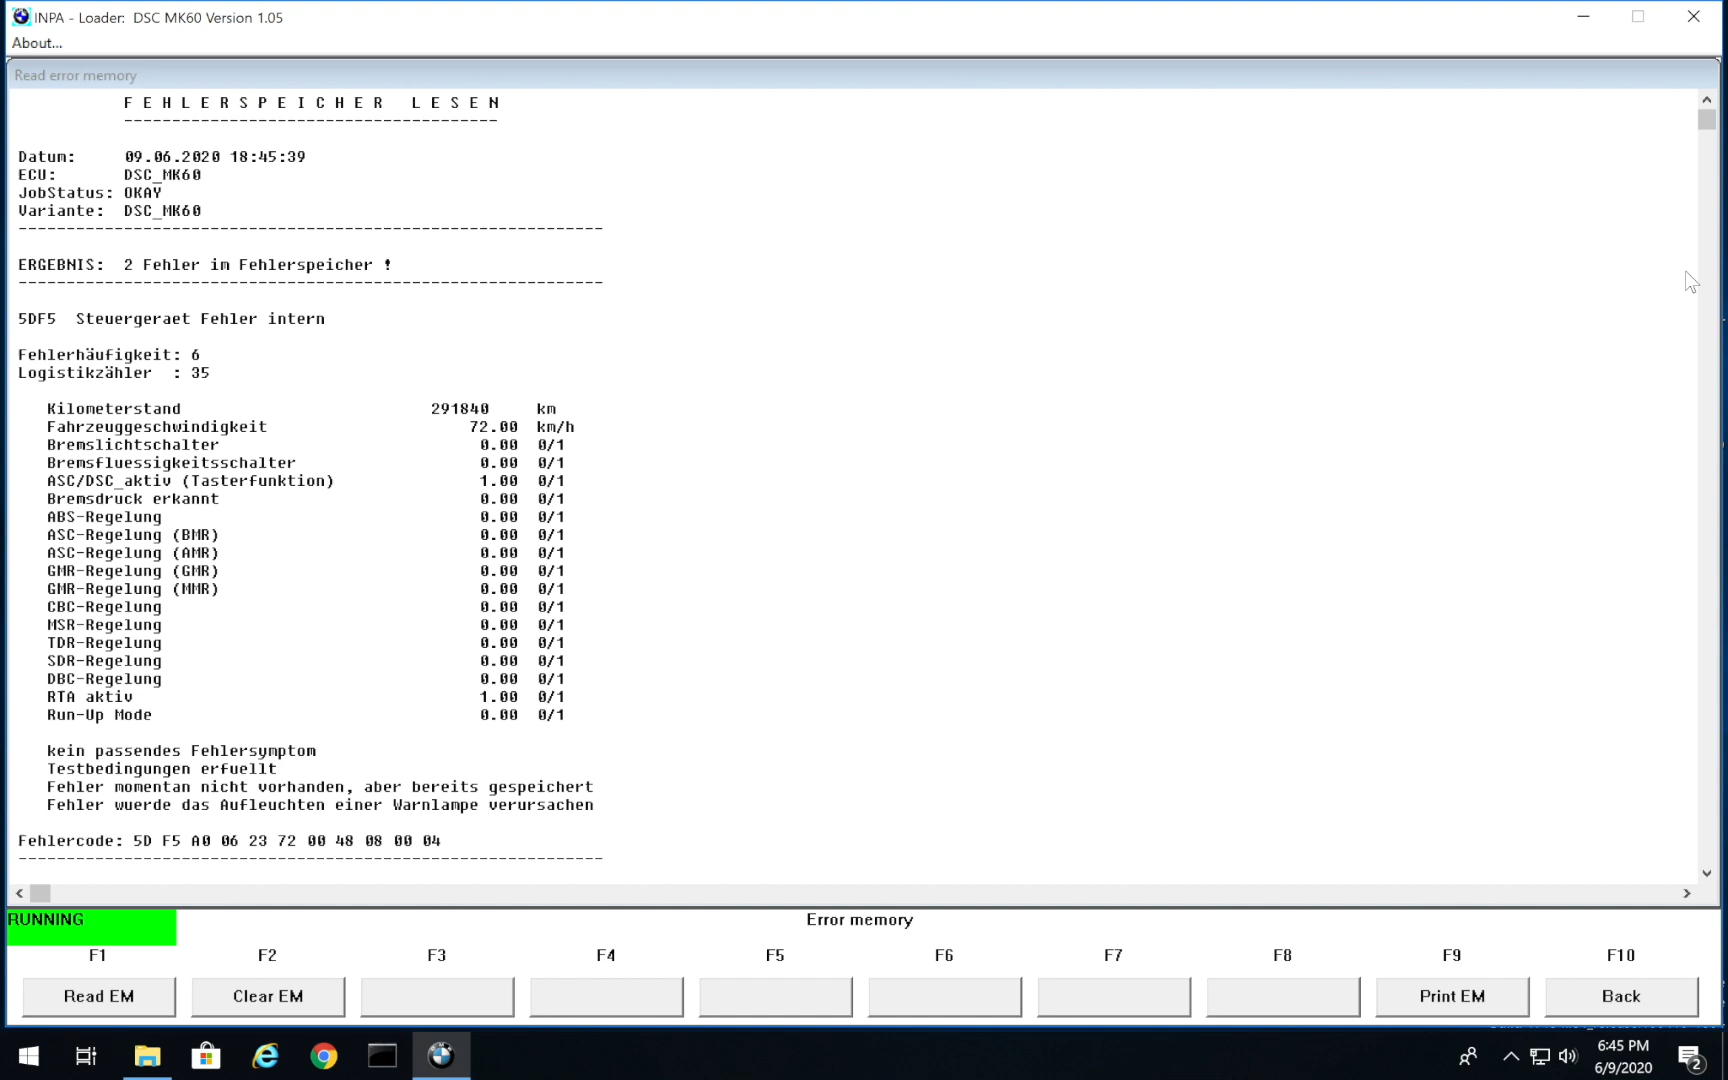 INPA - Loader: DSC MK60 Version 1.05
About...
Read error memory
F E H L E R S P E I C H E R   L E S E N
---------------------------------------
Datum: 09.06.2020 18:45:39
ECU: DSC_MK60
JobStatus: OKAY
Variante: DSC_MK60
-------------------------------------------------------------
ERGEBNIS: 2 Fehler im Fehlerspeicher !
-------------------------------------------------------------
5DF5 Steuergeraet Fehler intern
Fehlerhäufigkeit: 6
Logistikzähler : 35
Kilometerstand 291840 km
Fahrzeuggeschwindigkeit 72.00 km/h
Bremslichtschalter 0.00 0/1
Bremsfluessigkeitsschalter 0.00 0/1
ASC/DSC_aktiv (Tasterfunktion) 1.00 0/1
Bremsdruck erkannt 0.00 0/1
ABS-Regelung 0.00 0/1
ASC-Regelung (BMR) 0.00 0/1
ASC-Regelung (AMR) 0.00 0/1
GMR-Regelung (GMR) 0.00 0/1
GMR-Regelung (MMR) 0.00 0/1
CBC-Regelung 0.00 0/1
MSR-Regelung 0.00 0/1
TDR-Regelung 0.00 0/1
SDR-Regelung 0.00 0/1
DBC-Regelung 0.00 0/1
RTA aktiv 1.00 0/1
Run-Up Mode 0.00 0/1
kein passendes Fehlersymptom
Testbedingungen erfuellt
Fehler momentan nicht vorhanden, aber bereits gespeichert
Fehler wuerde das Aufleuchten einer Warnlampe verursachen
Fehlercode: 5D F5 A0 06 23 72 00 48 08 00 04
-------------------------------------------------------------
RUNNING Error memory
F1 F2 F3 F4 F5 F6 F7 F8 F9 F10
Read EM Clear EM Print EM Back
6:45 PM
6/9/2020
2